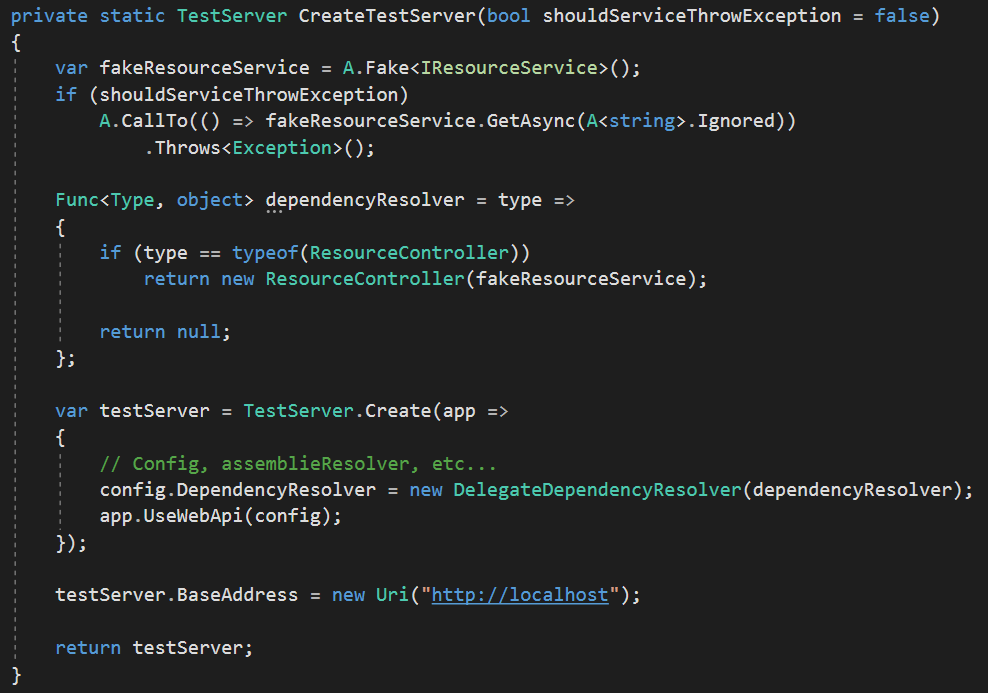 private static TestServer CreateTestServer(bool shouldServiceThrowException = false)
{
    var fakeResourceService = A.Fake<IResourceService>();
    if (shouldServiceThrowException)
        A.CallTo(() => fakeResourceService.GetAsync(A<string>.Ignored))
            .Throws<Exception>();

    Func<Type, object> dependencyResolver = type =>
    {
        if (type == typeof(ResourceController))
            return new ResourceController(fakeResourceService);

        return null;
    };

    var testServer = TestServer.Create(app =>
    {
        // Config, assemblieResolver, etc...
        config.DependencyResolver = new DelegateDependencyResolver(dependencyResolver);
        app.UseWebApi(config);
    });

    testServer.BaseAddress = new Uri("http://localhost");

    return testServer;
}